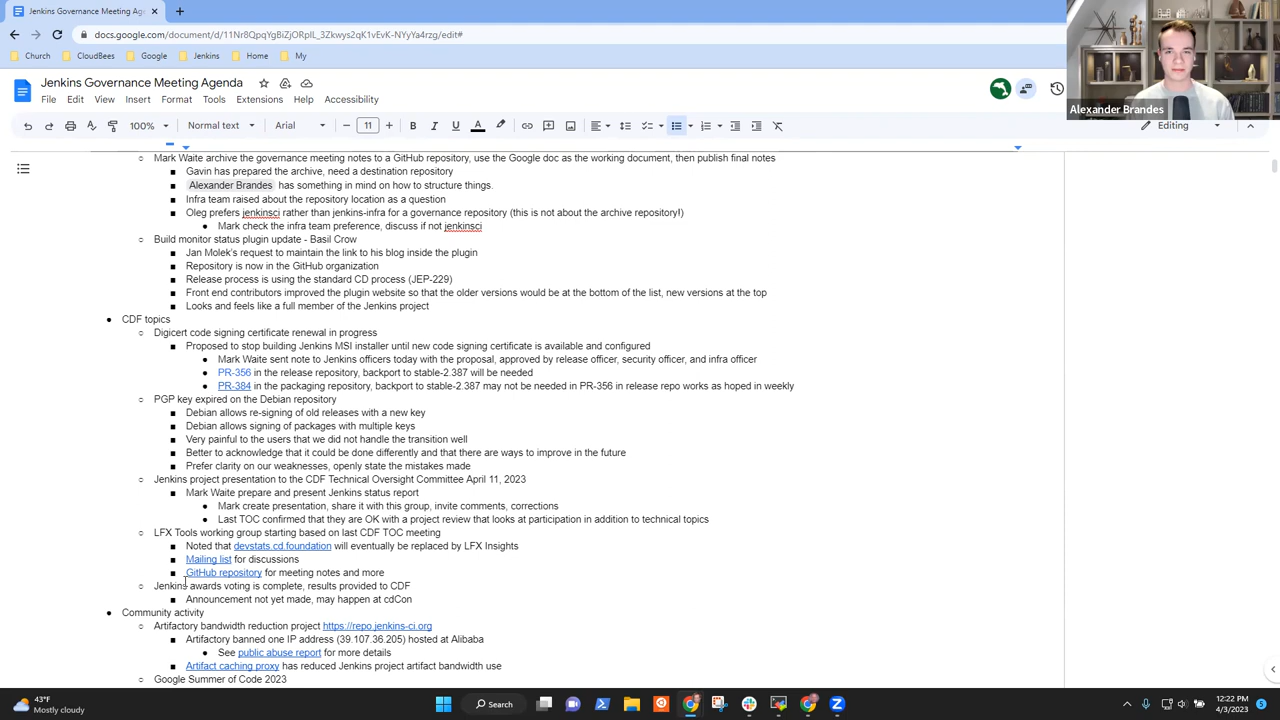 Jenkins Governance Meeting Agenda
docs.google.com/document/d/11Nr8QpqYgBiZjORpIL_3Zkwys2qK1vEvK-NYyYa4rzg/edit#
Church
CloudBees
Google
Jenkins
Home
My
Jenkins Governance Meeting Agenda
File Edit View Insert Format Tools Extensions Help Accessibility
Alexander Brandes
100% Normal text Arial 11 B I U A Editing
Mark Waite archive the governance meeting notes to a GitHub repository, use the Google doc as the working document, then publish final notes
Gavin has prepared the archive, need a destination repository
Alexander Brandes has something in mind on how to structure things.
Infra team raised about the repository location as a question
Oleg prefers jenkinsci rather than jenkins-infra for a governance repository (this is not about the archive repository!)
Mark check the infra team preference, discuss if not jenkinsci
Build monitor status plugin update - Basil Crow
Jan Molek's request to maintain the link to his blog inside the plugin
Repository is now in the GitHub organization
Release process is using the standard CD process (JEP-229)
Front end contributors improved the plugin website so that the older versions would be at the bottom of the list, new versions at the top
Looks and feels like a full member of the Jenkins project
CDF topics
Digicert code signing certificate renewal in progress
Proposed to stop building Jenkins MSI installer until new code signing certificate is available and configured
Mark Waite sent note to Jenkins officers today with the proposal, approved by release officer, security officer, and infra officer
PR-356 in the release repository, backport to stable-2.387 will be needed
PR-384 in the packaging repository, backport to stable-2.387 may not be needed in PR-356 in release repo works as hoped in weekly
PGP key expired on the Debian repository
Debian allows re-signing of old releases with a new key
Debian allows signing of packages with multiple keys
Very painful to the users that we did not handle the transition well
Better to acknowledge that it could be done differently and that there are ways to improve in the future
Prefer clarity on our weaknesses, openly state the mistakes made
Jenkins project presentation to the CDF Technical Oversight Committee April 11, 2023
Mark Waite prepare and present Jenkins status report
Mark create presentation, share it with this group, invite comments, corrections
Last TOC confirmed that they are OK with a project review that looks at participation in addition to technical topics
LFX Tools working group starting based on last CDF TOC meeting
Noted that devstats.cd.foundation will eventually be replaced by LFX Insights
Mailing list for discussions
GitHub repository for meeting notes and more
Jenkins awards voting is complete, results provided to CDF
Announcement not yet made, may happen at cdCon
Community activity
Artifactory bandwidth reduction project https://repo.jenkins-ci.org
Artifactory banned one IP address (39.107.36.205) hosted at Alibaba
See public abuse report for more details
Artifact caching proxy has reduced Jenkins project artifact bandwidth use
Google Summer of Code 2023
43°F
Mostly cloudy
Search
12:22 PM
4/3/2023